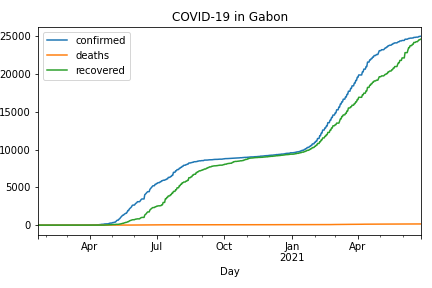 COVID-19 in Gabon
confirmed
deaths
recovered
25000
20000
15000
10000
5000
0
Apr Jul Oct Jan Apr
2021
Day